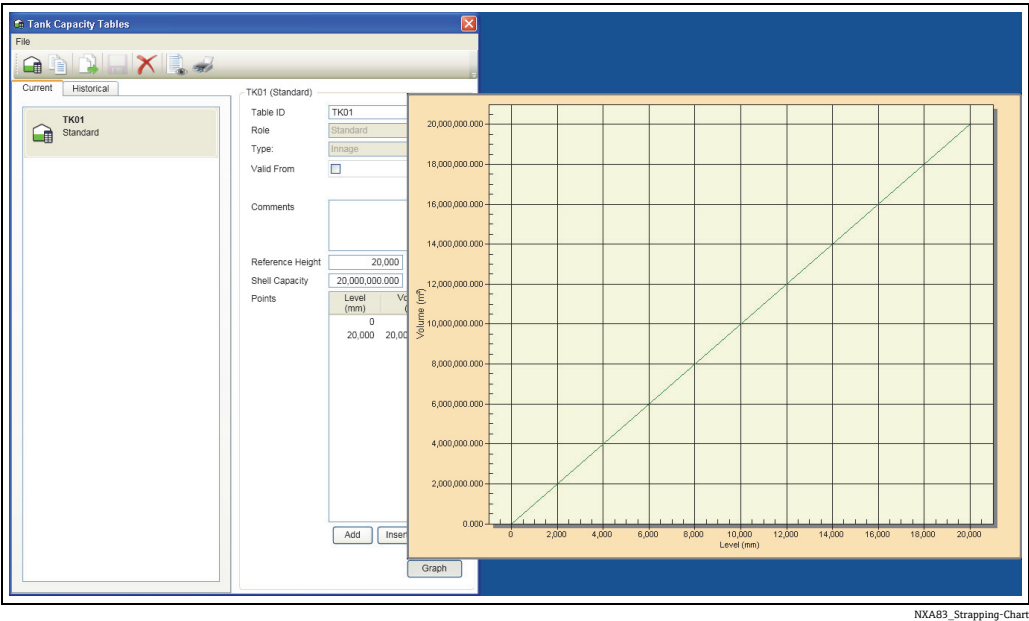 Tank Capacity Tables
File
Current Historical
TK01
Standard
TK01 (Standard)
Table ID TK01
Role Standard
Type: Innage
Valid From
Comments
Reference Height 20,000
Shell Capacity 20,000,000.000
Points
Level
(mm)
0
20,000 20,00
Add Inser
Graph
Volume (m³)
20,000,000.000
18,000,000.000
16,000,000.000
14,000,000.000
12,000,000.000
10,000,000.000
8,000,000.000
6,000,000.000
4,000,000.000
2,000,000.000
0.000
0 2,000 4,000 6,000 8,000 10,000 12,000 14,000 16,000 18,000 20,000
Level (mm)
NXA83_Strapping-Chart